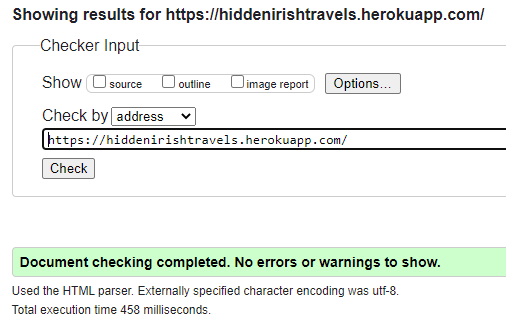 Showing results for https://hiddenirishtravels.herokuapp.com/
Checker Input
Show source outline image report Options...
Check by address
https://hiddenirishtravels.herokuapp.com/
Check
Document checking completed. No errors or warnings to show.
Used the HTML parser. Externally specified character encoding was utf-8.
Total execution time 458 milliseconds.